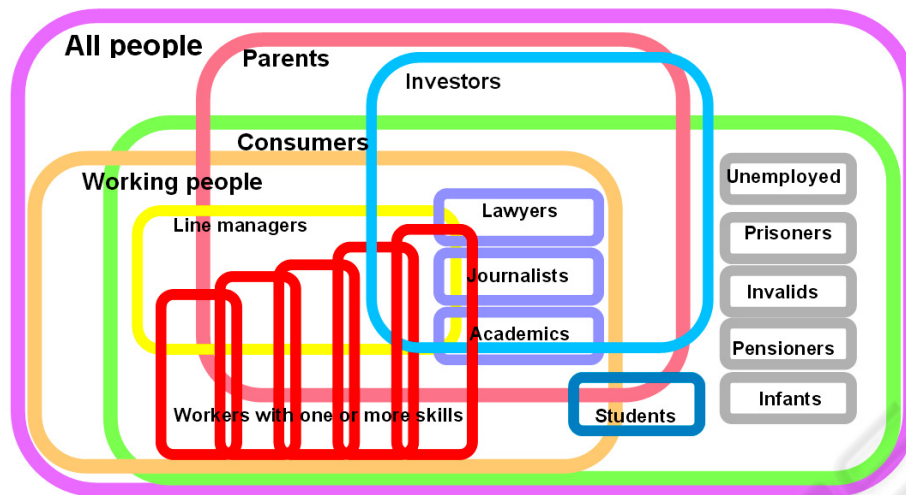 All people
Parents
Investors
Consumers
Working people
Unemployed
Line managers
Lawyers
Prisoners
Journalists
Invalids
Academics
Pensioners
Infants
Workers with one or more skills
Students